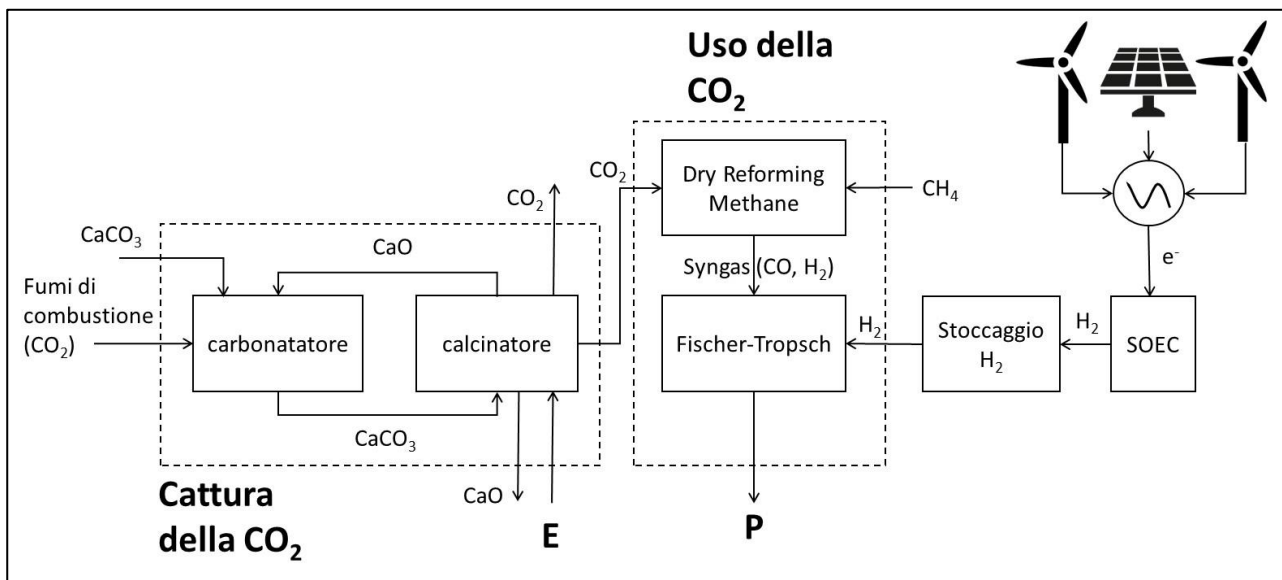 Uso della
CO₂
CO₂
CO₂
Dry Reforming
Methane
CH₄
CaCO₃
CaO
Syngas (CO, H₂)
e⁻
Fumi di
combustione
(CO₂)
carbonatatore
calcinatore
Fischer-Tropsch
H₂
Stoccaggio
H₂
H₂
SOEC
CaCO₃
Cattura
della CO₂
CaO
E
P